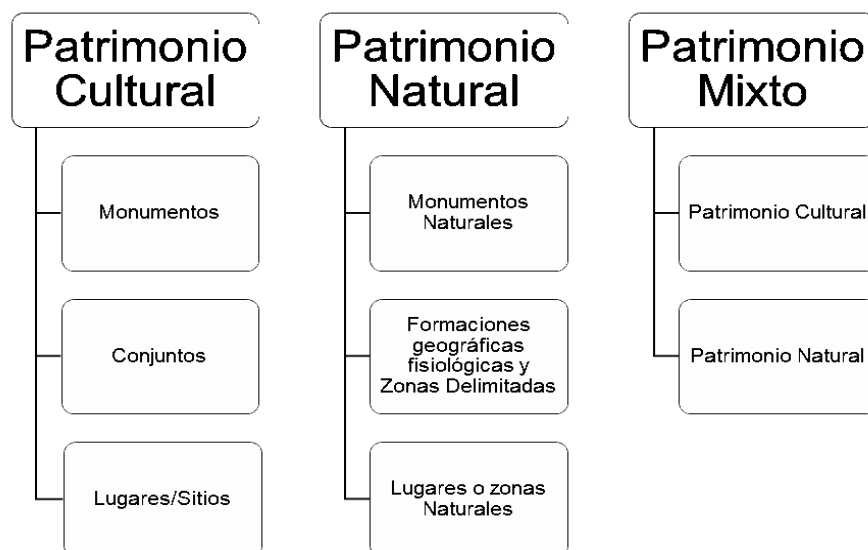 Patrimonio
Cultural
Monumentos
Conjuntos
Lugares/Sitios
Patrimonio
Natural
Monumentos
Naturales
Formaciones
geográficas
fisiológicas y
Zonas Delimitadas
Lugares o zonas
Naturales
Patrimonio
Mixto
Patrimonio Cultural
Patrimonio Natural